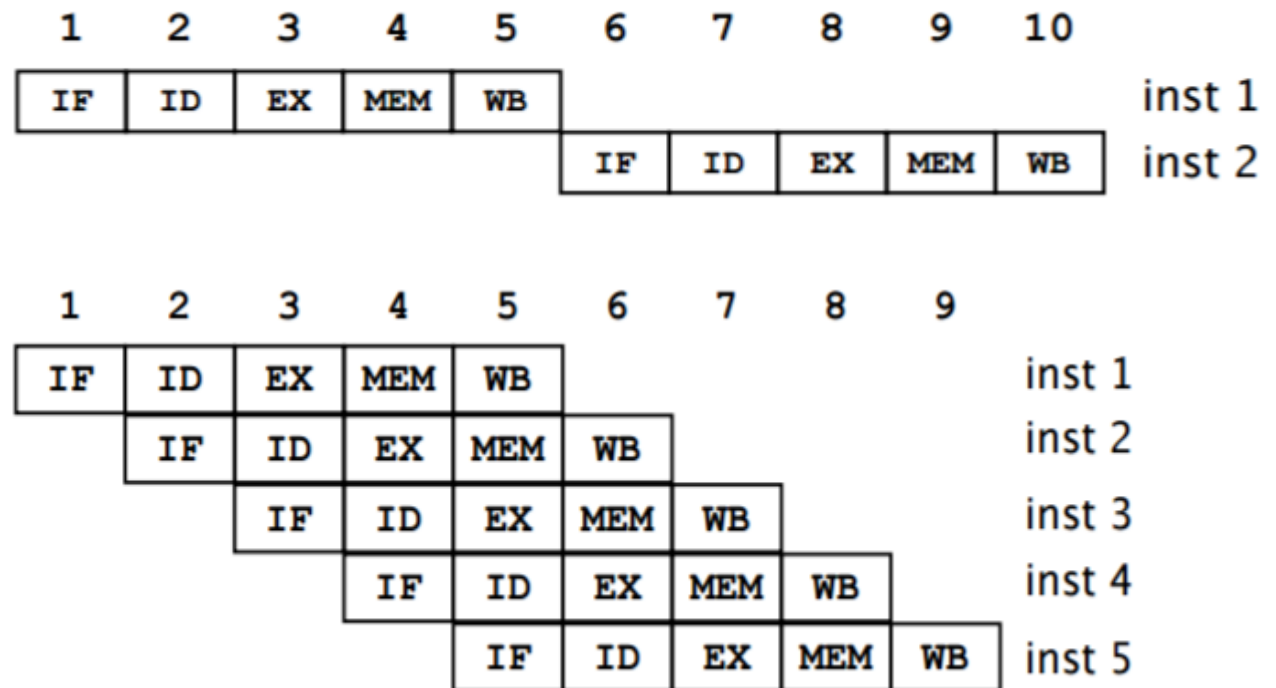 1 2 3 4 5 6 7 8 9 10
IF ID EX MEM WB inst 1
IF ID EX MEM WB inst 2
1 2 3 4 5 6 7 8 9
IF ID EX MEM WB inst 1
IF ID EX MEM WB inst 2
IF ID EX MEM WB inst 3
IF ID EX MEM WB inst 4
IF ID EX MEM WB inst 5